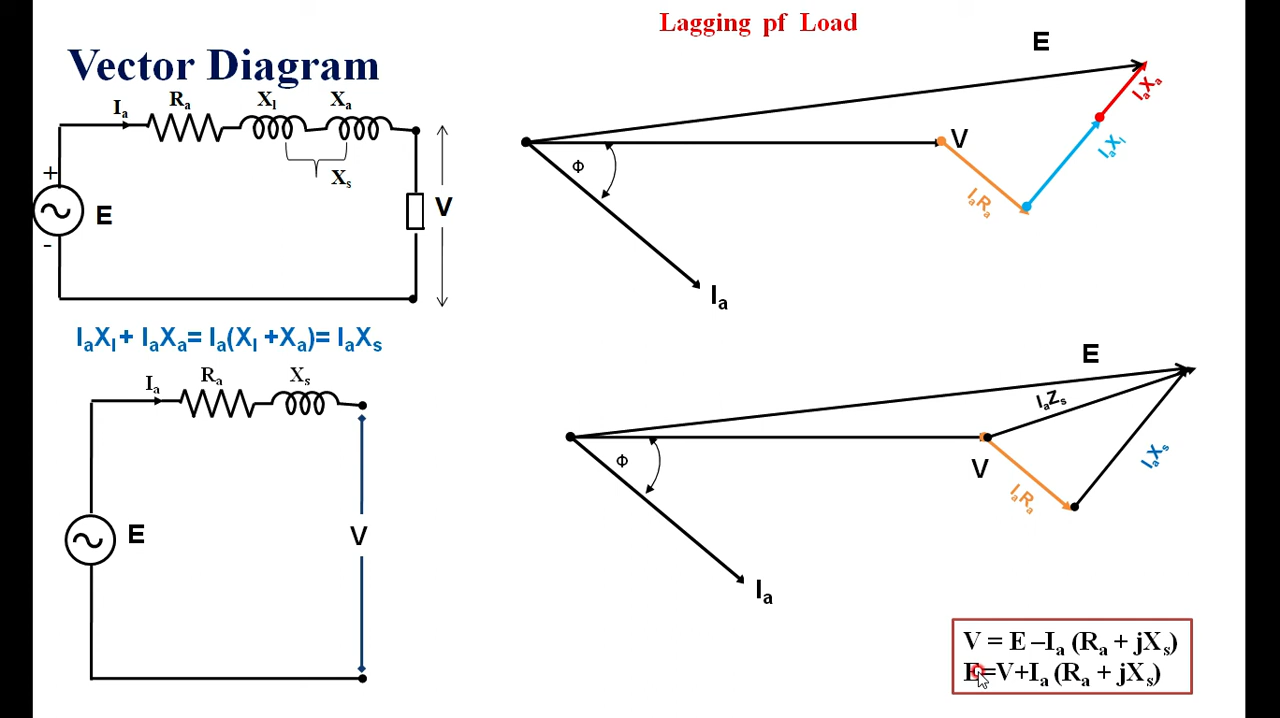 Lagging pf Load
Vector Diagram
Ia
Ra
Xl
Xa
Xs
+
E
-
V
IaXl+ IaXa= Ia(Xl +Xa)= IaXs
Ia
Ra
Xs
E
V
E
V
Φ
IaRa
IaXl
IaXa
Ia
E
V
Φ
IaZs
IaRa
IaXs
Ia
V = E –Ia (Ra + jXs)
E=V+Ia (Ra + jXs)